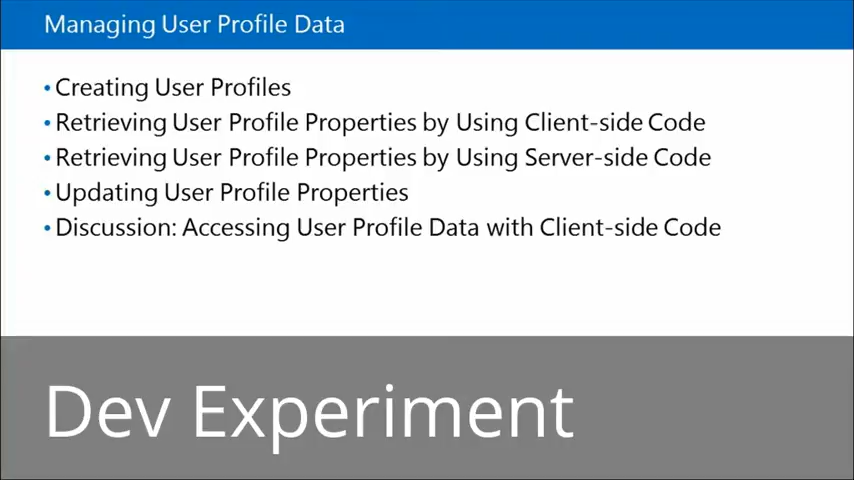 Managing User Profile Data
• Creating User Profiles
• Retrieving User Profile Properties by Using Client-side Code
• Retrieving User Profile Properties by Using Server-side Code
• Updating User Profile Properties
• Discussion: Accessing User Profile Data with Client-side Code
Dev Experiment